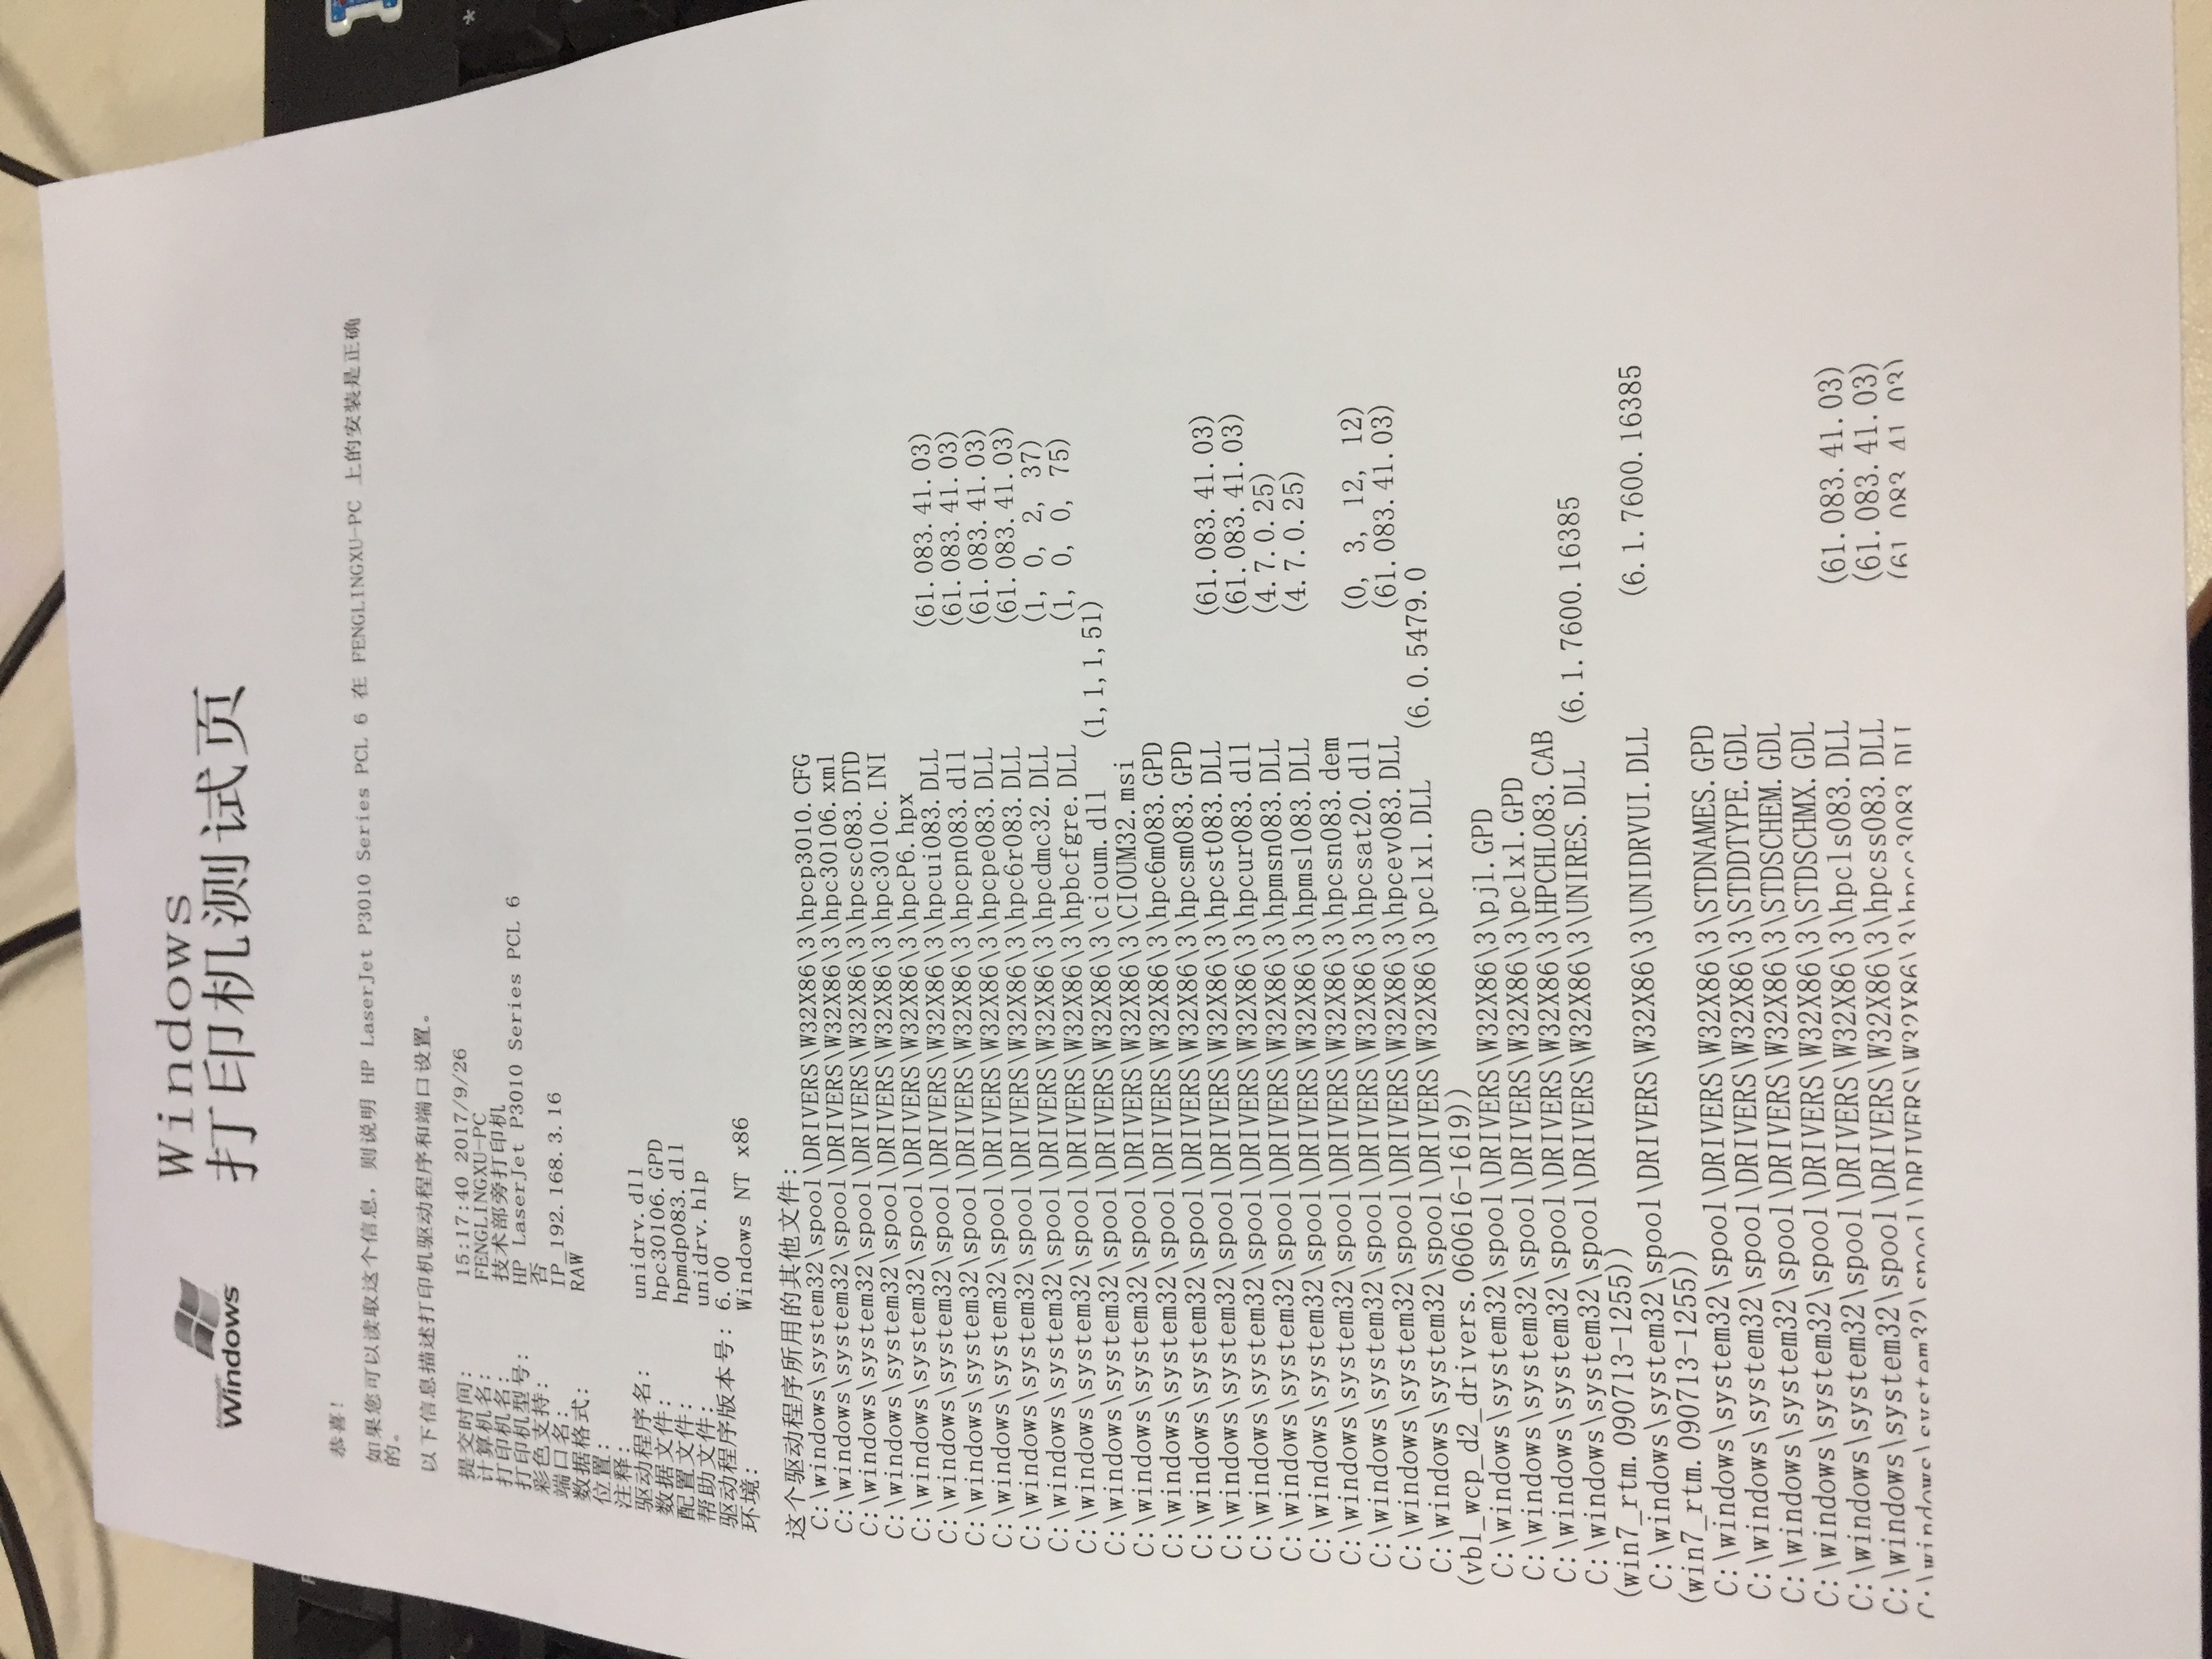 Microsoft
Windows
Windows
打印机测试页
恭喜!
如果您可以读取这个信息，则说明 HP LaserJet P3010 Series PCL 6 在 FENGLINGXU-PC 上的安装是正确
的。
以下信息描述打印机驱动程序和端口设置。
提交时间: 15:17:40 2017/9/26
计算机名: FENGLINGXU-PC
打印机名: 技术部旁打印机
打印机型号: HP LaserJet P3010 Series PCL 6
彩色支持: 否
端口名: IP_192.168.3.16
数据格式: RAW
位置:
注释:
驱动程序名: unidrv.dll
数据文件: hpc30106.GPD
配置文件: hpmdp083.dll
帮助文件: unidrv.hlp
驱动程序版本号: 6.00
环境: Windows NT x86
这个驱动程序所用的其他文件:
C:\windows\system32\spool\DRIVERS\W32X86\3\hpcp3010.CFG
C:\windows\system32\spool\DRIVERS\W32X86\3\hpc30106.xml
C:\windows\system32\spool\DRIVERS\W32X86\3\hpcsc083.DTD
C:\windows\system32\spool\DRIVERS\W32X86\3\hpc3010c.INI
C:\windows\system32\spool\DRIVERS\W32X86\3\hpcP6.hpx
C:\windows\system32\spool\DRIVERS\W32X86\3\hpcui083.DLL (61.083.41.03)
C:\windows\system32\spool\DRIVERS\W32X86\3\hpcpn083.dll (61.083.41.03)
C:\windows\system32\spool\DRIVERS\W32X86\3\hpcpe083.DLL (61.083.41.03)
C:\windows\system32\spool\DRIVERS\W32X86\3\hpc6r083.DLL (61.083.41.03)
C:\windows\system32\spool\DRIVERS\W32X86\3\hpcdmc32.DLL (1, 0, 2, 37)
C:\windows\system32\spool\DRIVERS\W32X86\3\hpbcfgre.DLL (1, 0, 0, 75)
C:\windows\system32\spool\DRIVERS\W32X86\3\cioum.dll (1,1,1,51)
C:\windows\system32\spool\DRIVERS\W32X86\3\CIOUM32.msi
C:\windows\system32\spool\DRIVERS\W32X86\3\hpc6m083.GPD
C:\windows\system32\spool\DRIVERS\W32X86\3\hpcsm083.GPD
C:\windows\system32\spool\DRIVERS\W32X86\3\hpcst083.DLL (61.083.41.03)
C:\windows\system32\spool\DRIVERS\W32X86\3\hpcur083.dll (61.083.41.03)
C:\windows\system32\spool\DRIVERS\W32X86\3\hpmsn083.DLL (4.7.0.25)
C:\windows\system32\spool\DRIVERS\W32X86\3\hpmsl083.DLL (4.7.0.25)
C:\windows\system32\spool\DRIVERS\W32X86\3\hpcsn083.dem
C:\windows\system32\spool\DRIVERS\W32X86\3\hpcsat20.dll (0, 3, 12, 12)
C:\windows\system32\spool\DRIVERS\W32X86\3\hpcev083.DLL (61.083.41.03)
C:\windows\system32\spool\DRIVERS\W32X86\3\pclxl.DLL (6.0.5479.0
(vbl_wcp_d2_drivers.060616-1619))
C:\windows\system32\spool\DRIVERS\W32X86\3\pjl.GPD
C:\windows\system32\spool\DRIVERS\W32X86\3\pclxl.GPD
C:\windows\system32\spool\DRIVERS\W32X86\3\HPCHL083.CAB
C:\windows\system32\spool\DRIVERS\W32X86\3\UNIRES.DLL (6.1.7600.16385
(win7_rtm.090713-1255))
C:\windows\system32\spool\DRIVERS\W32X86\3\UNIDRVUI.DLL (6.1.7600.16385
(win7_rtm.090713-1255))
C:\windows\system32\spool\DRIVERS\W32X86\3\STDNAMES.GPD
C:\windows\system32\spool\DRIVERS\W32X86\3\STDDTYPE.GDL
C:\windows\system32\spool\DRIVERS\W32X86\3\STDSCHEM.GDL
C:\windows\system32\spool\DRIVERS\W32X86\3\STDSCHMX.GDL
C:\windows\system32\spool\DRIVERS\W32X86\3\hpcls083.DLL (61.083.41.03)
C:\windows\system32\spool\DRIVERS\W32X86\3\hpcss083.DLL (61.083.41.03)
(61.083.41.03)